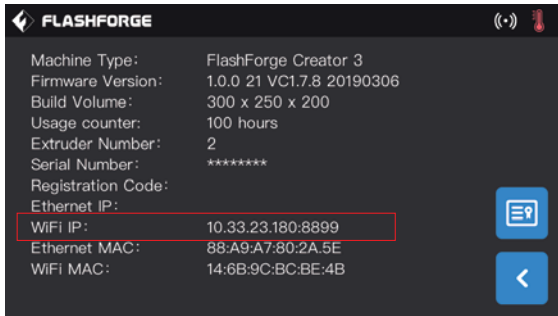 FLASHFORGE
Machine Type: FlashForge Creator 3
Firmware Version: 1.0.0 21 VC1.7.8 20190306
Build Volume: 300 x 250 x 200
Usage counter: 100 hours
Extruder Number: 2
Serial Number: ********
Registration Code:
Ethernet IP:
WiFi IP: 10.33.23.180:8899
Ethernet MAC: 88:A9:A7:80:2A.5E
WiFi MAC: 14:6B:9C:BC:BE:4B